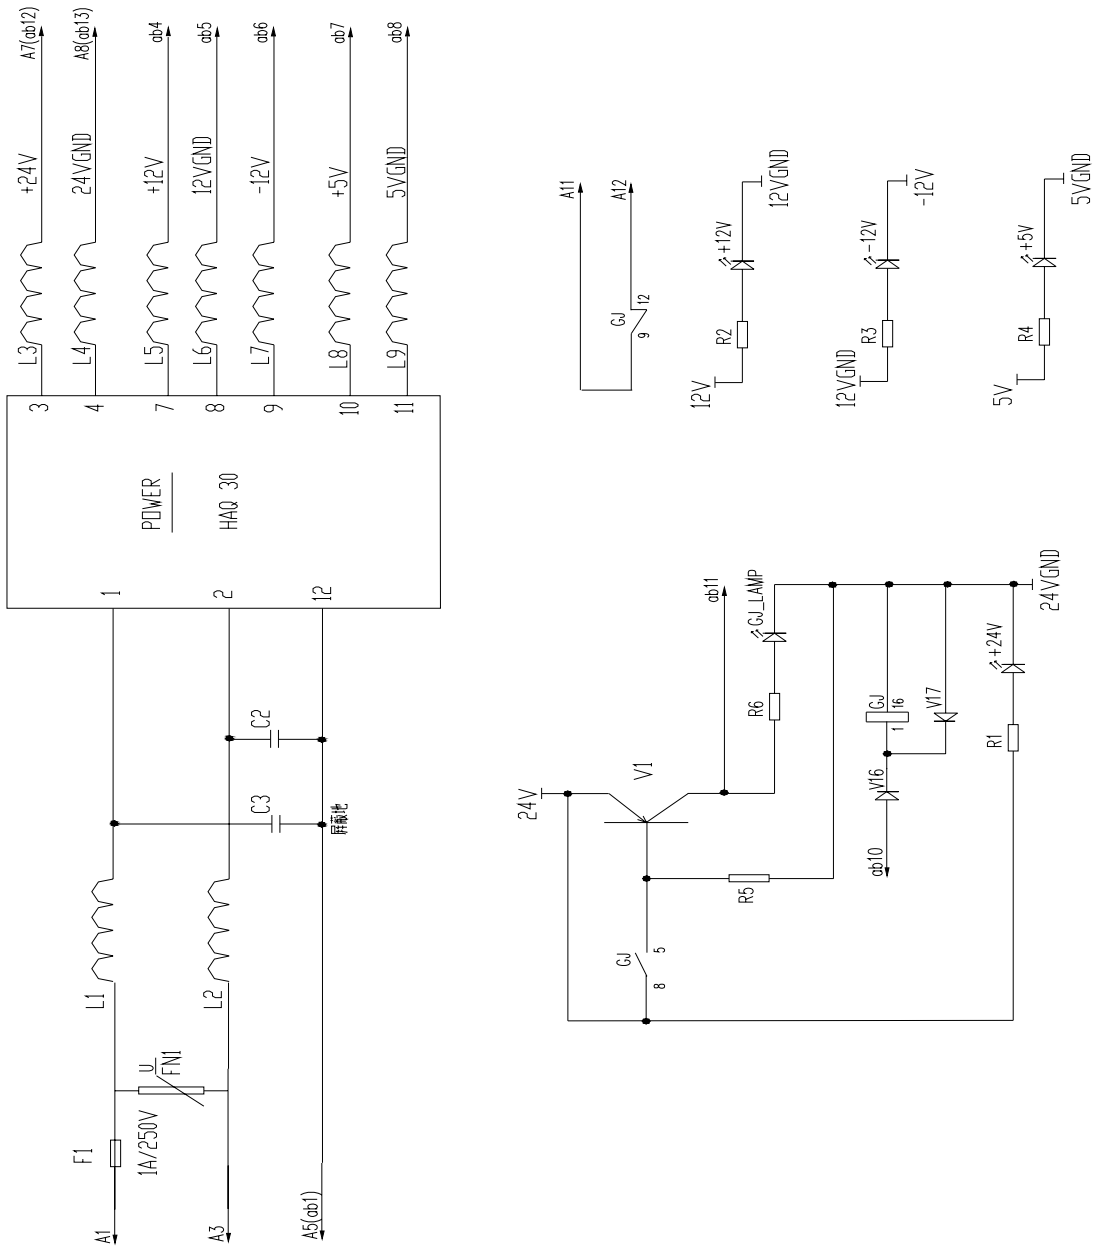 A7(ab12)
A8(ab13)
ab4
ab5
ab6
ab7
ab8
+24V
24VGND
+12V
12VGND
-12V
+5V
5VGND
L3
L4
L5
L6
L7
L8
L9
3
4
7
8
9
10
11
POWER
HAQ 30
1
2
12
C2
C3
屏蔽地
L1
L2
U
FN1
F1
1A/250V
A1
A3
A5(ab1)
A11
A12
GJ
9
12
12V
R2
+12V
12VGND
12VGND
R3
-12V
-12V
5V
R4
+5V
5VGND
24V
V1
ab11
R6
GJ_LAMP
R5
GJ
8
5
ab10
V16
GJ
1
16
V17
R1
+24V
24VGND